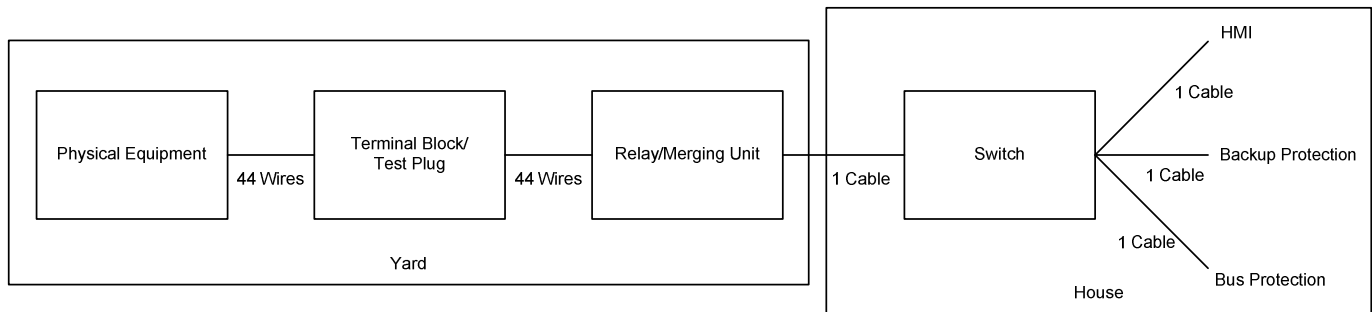 Physical Equipment
44 Wires
Terminal Block/
Test Plug
44 Wires
Relay/Merging Unit
Yard
1 Cable
Switch
HMI
1 Cable
Backup Protection
1 Cable
Bus Protection
1 Cable
House